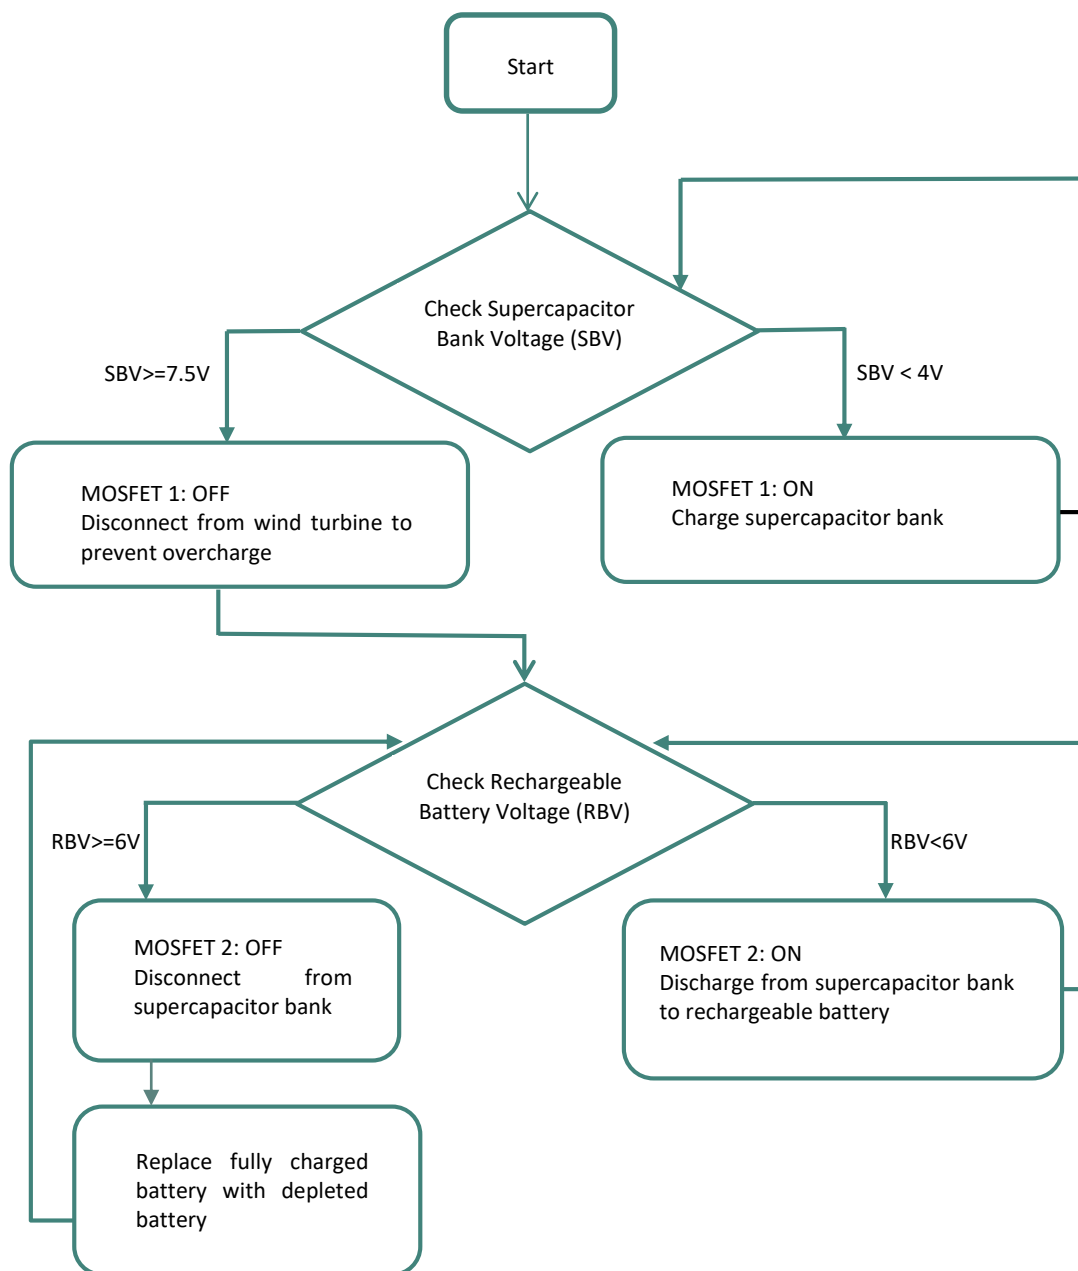 Start
Check Supercapacitor
Bank Voltage (SBV)
SBV>=7.5V
SBV < 4V
MOSFET 1: OFF
Disconnect from wind turbine to
prevent overcharge
MOSFET 1: ON
Charge supercapacitor bank
Check Rechargeable
Battery Voltage (RBV)
RBV>=6V
RBV<6V
MOSFET 2: OFF
Disconnect from
supercapacitor bank
MOSFET 2: ON
Discharge from supercapacitor bank
to rechargeable battery
Replace fully charged
battery with depleted
battery